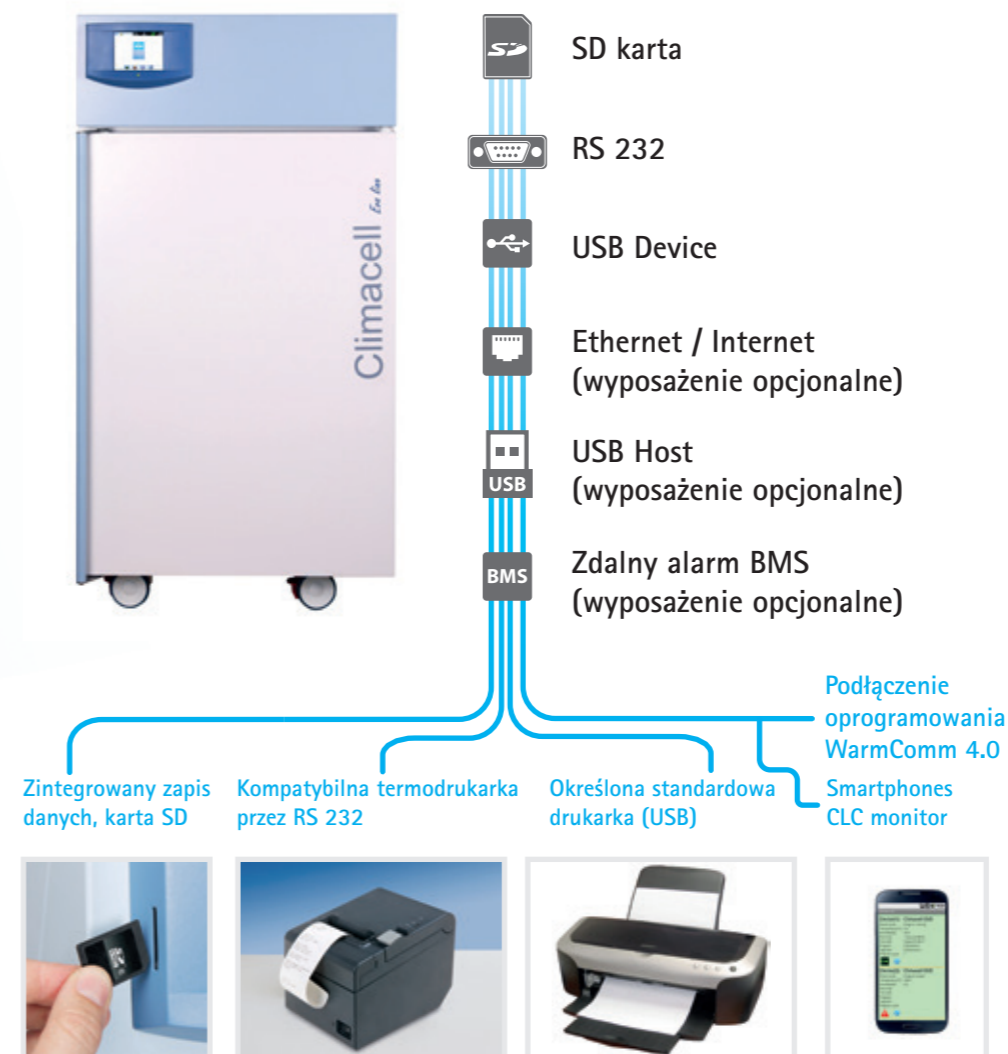 SD karta
RS 232
USB Device
Ethernet / Internet
(wyposażenie opcjonalne)
USB Host
(wyposażenie opcjonalne)
USB
Zdalny alarm BMS
(wyposażenie opcjonalne)
BMS
Climacell
Podłączenie
oprogramowania
WarmComm 4.0
Smartphones
CLC monitor
Zintegrowany zapis
danych, karta SD
Kompatybilna termodrukarka
przez RS 232
Określona standardowa
drukarka (USB)